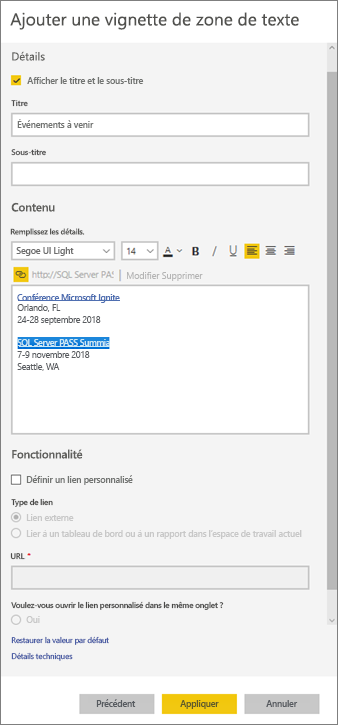 Ajouter une vignette de zone de texte
Détails
Afficher le titre et le sous-titre
Titre
Événements à venir
Sous-titre
Contenu
Remplissez les détails.
Segoe UI Light
14
A B I U
http://SQL Server PAS
Modifier Supprimer
Conférence Microsoft Ignite
Orlando, FL
24-28 septembre 2018
SQL Server PASS Summia
7-9 novembre 2018
Seattle, WA
Fonctionnalité
Définir un lien personnalisé
Type de lien
Lien externe
Lier à un tableau de bord ou à un rapport dans l'espace de travail actuel
URL *
Voulez-vous ouvrir le lien personnalisé dans le même onglet ?
Oui
Restaurer la valeur par défaut
Détails techniques
Précédent
Appliquer
Annuler